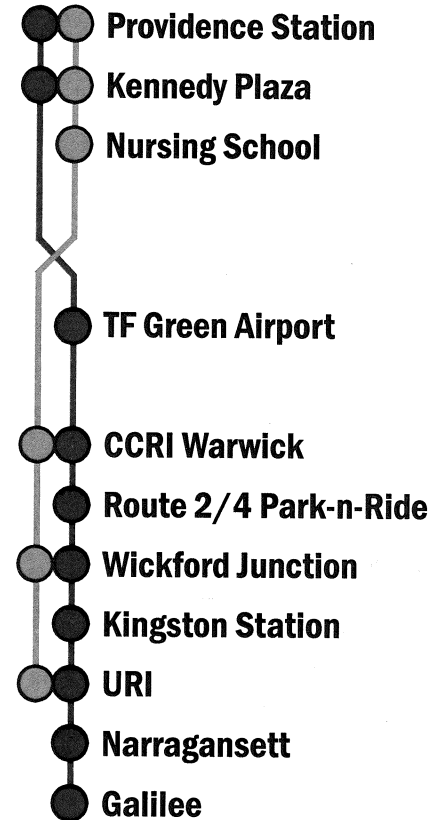 Providence Station
Kennedy Plaza
Nursing School
TF Green Airport
CCRI Warwick
Route 2/4 Park-n-Ride
Wickford Junction
Kingston Station
URI
Narragansett
Galilee